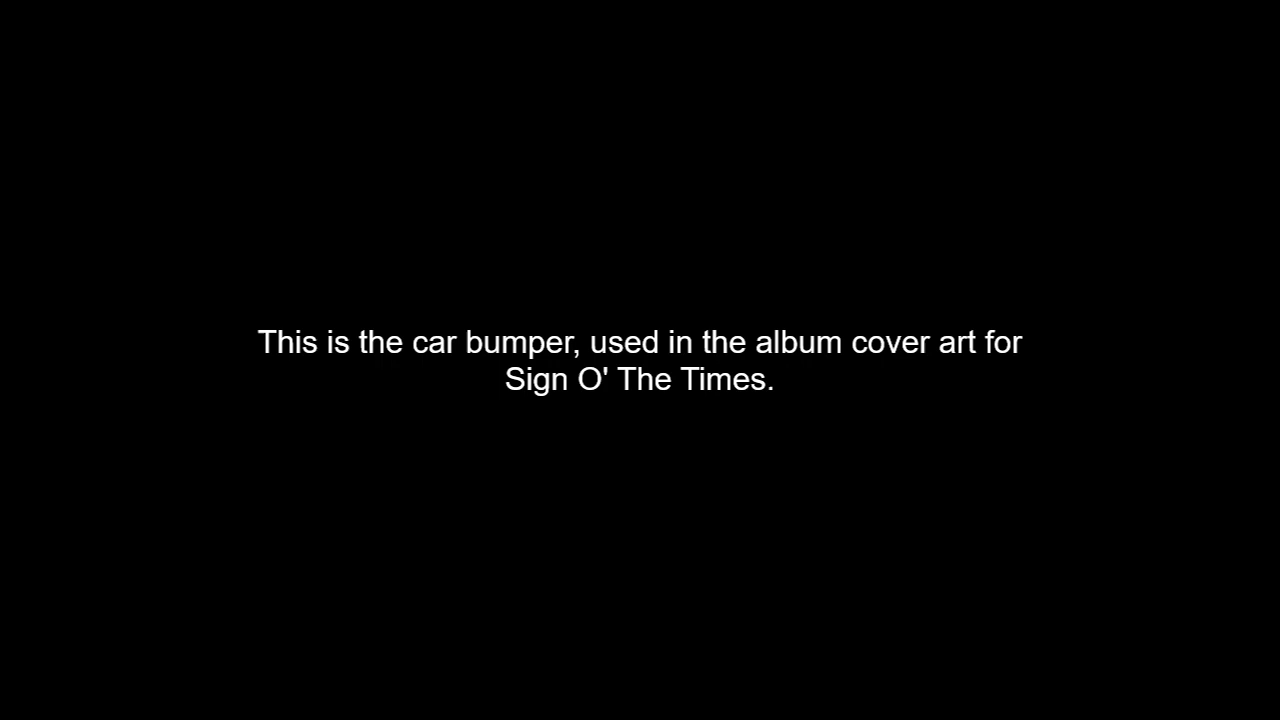 This is the car bumper, used in the album cover art for
Sign O' The Times.